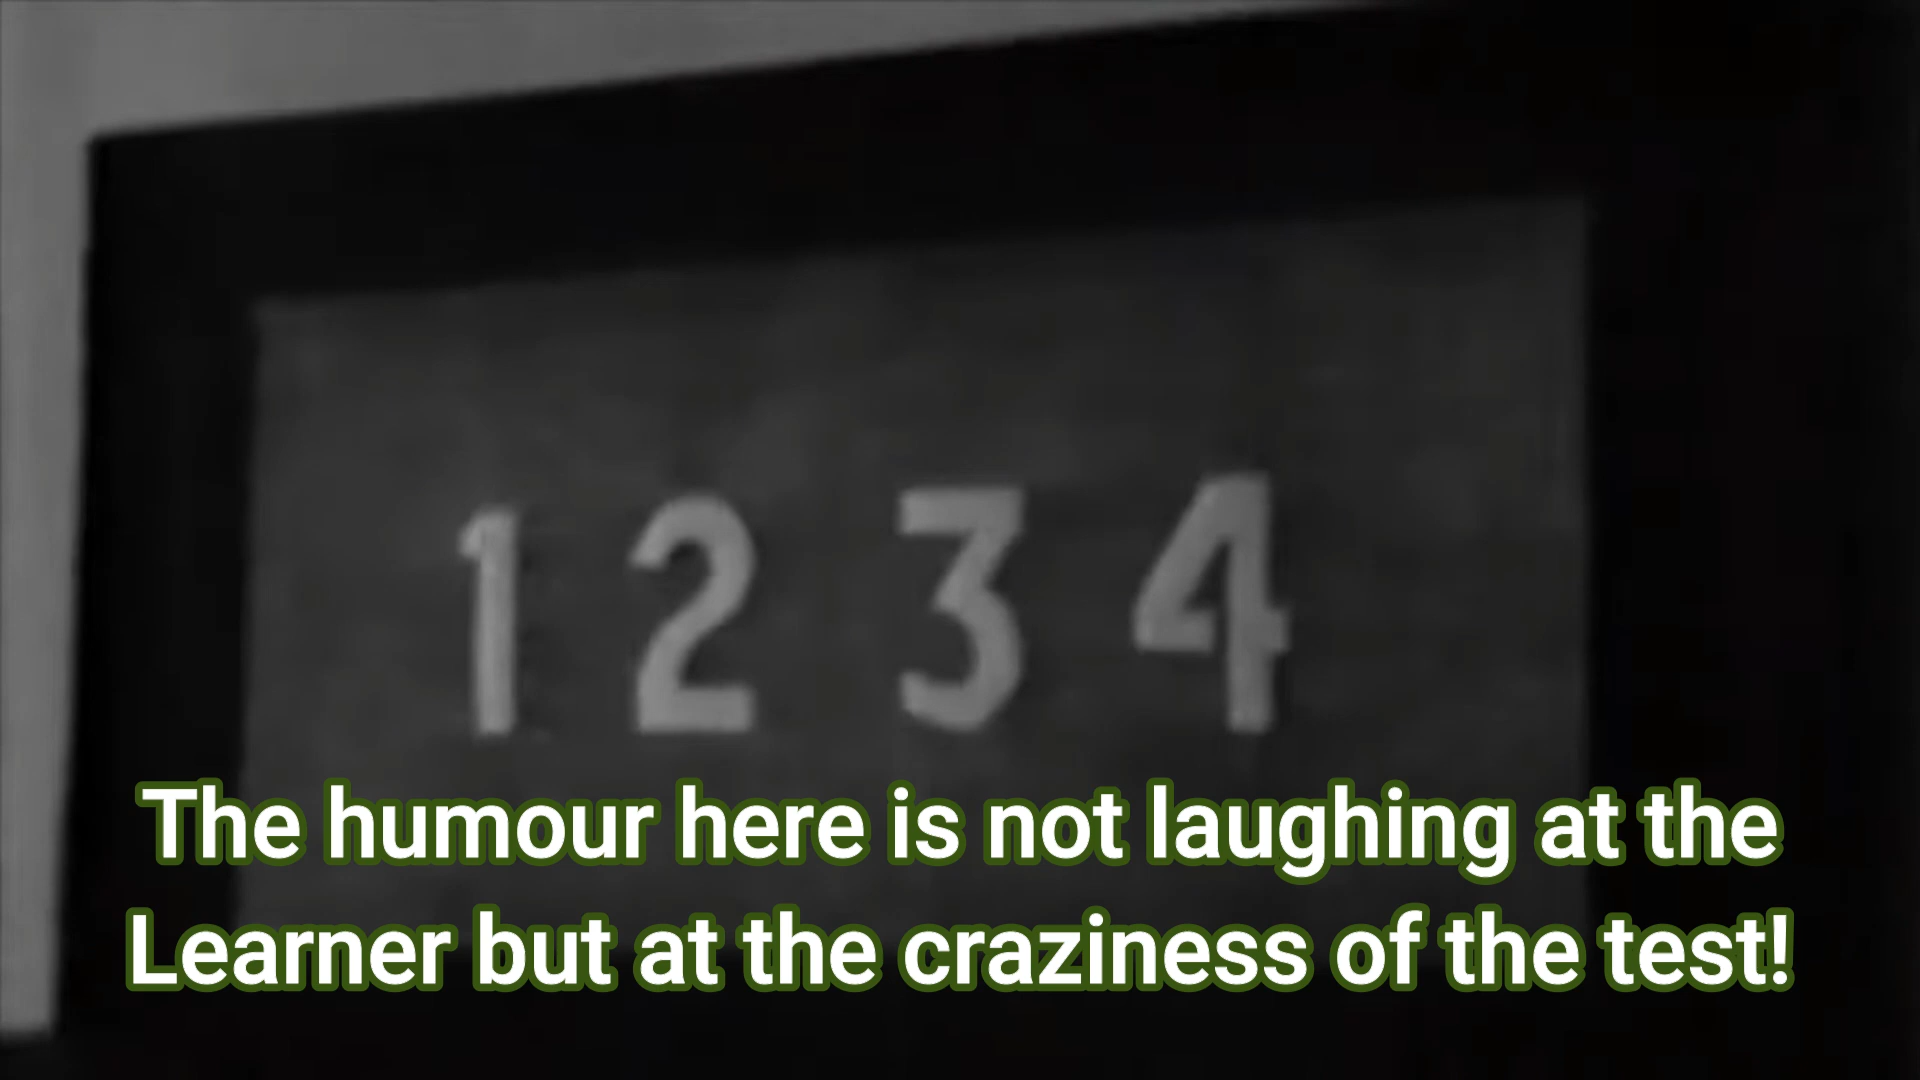 1 2 3 4
The humour here is not laughing at the
Learner but at the craziness of the test!